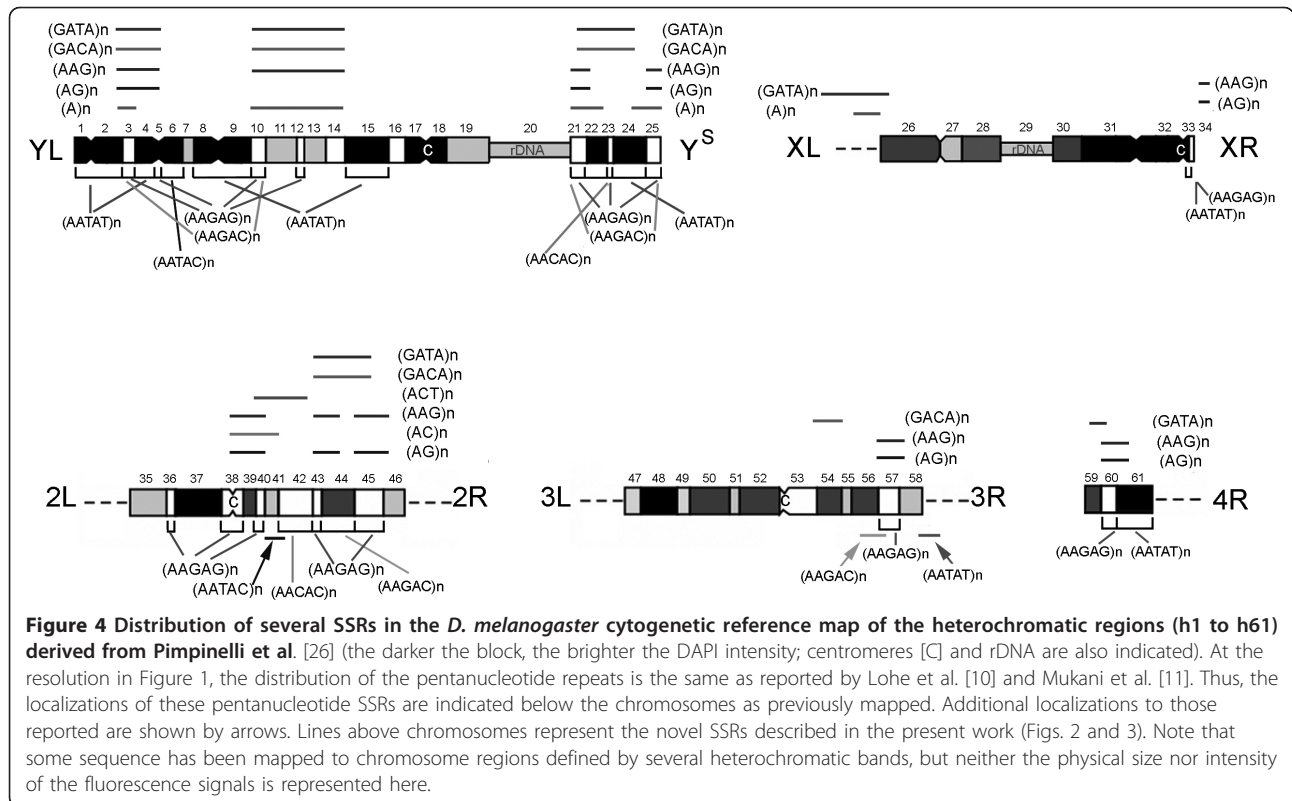 (GATA)n (GATA)n
(GACA)n (GACA)n
(AAG)n (AAG)n
(AG)n (AG)n
(A)n (A)n
1 2 3 4 5 6 7 8 9 10 11 12 13 14 15 16 17 18 19 20 21 22 23 24 25
YL C rDNA YS
(AATAT)n (AAGAG)n (AATAT)n (AAGAG)n (AATAT)n
(AAGAC)n (AAGAC)n
(AATAC)n (AACAC)n
(GATA)n (AAG)n
(A)n (AG)n
26 27 28 29 30 31 32 33 34
XL rDNA C XR
(AAGAG)n
(AATAT)n
(GATA)n
(GACA)n
(ACT)n
(AAG)n
(AC)n
(AG)n
35 36 37 38 39 40 41 42 43 44 45 46
2L C 2R
(AAGAG)n (AAGAG)n
(AATAC)n (AACAC)n (AAGAC)n
(GACA)n
(AAG)n
(AG)n
47 48 49 50 51 52 53 54 55 56 57 58
3L C 3R
(AAGAG)n
(AAGAC)n (AATAT)n
(GATA)n
(AAG)n
(AG)n
59 60 61
4R
(AAGAG)n (AATAT)n
Figure 4 Distribution of several SSRs in the D. melanogaster cytogenetic reference map of the heterochromatic regions (h1 to h61)
derived from Pimpinelli et al. [26] (the darker the block, the brighter the DAPI intensity; centromeres [C] and rDNA are also indicated). At the
resolution in Figure 1, the distribution of the pentanucleotide repeats is the same as reported by Lohe et al. [10] and Mukani et al. [11]. Thus, the
localizations of these pentanucleotide SSRs are indicated below the chromosomes as previously mapped. Additional localizations to those
reported are shown by arrows. Lines above chromosomes represent the novel SSRs described in the present work (Figs. 2 and 3). Note that
some sequence has been mapped to chromosome regions defined by several heterochromatic bands, but neither the physical size nor intensity
of the fluorescence signals is represented here.